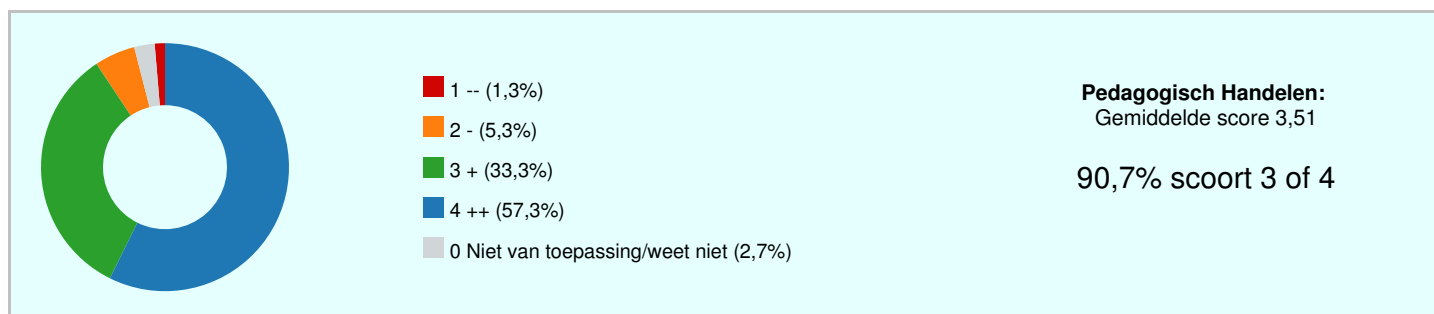 1 -- (1,3%)
2 - (5,3%)
3 + (33,3%)
4 ++ (57,3%)
0 Niet van toepassing/weet niet (2,7%)
Pedagogisch Handelen:
Gemiddelde score 3,51
90,7% scoort 3 of 4